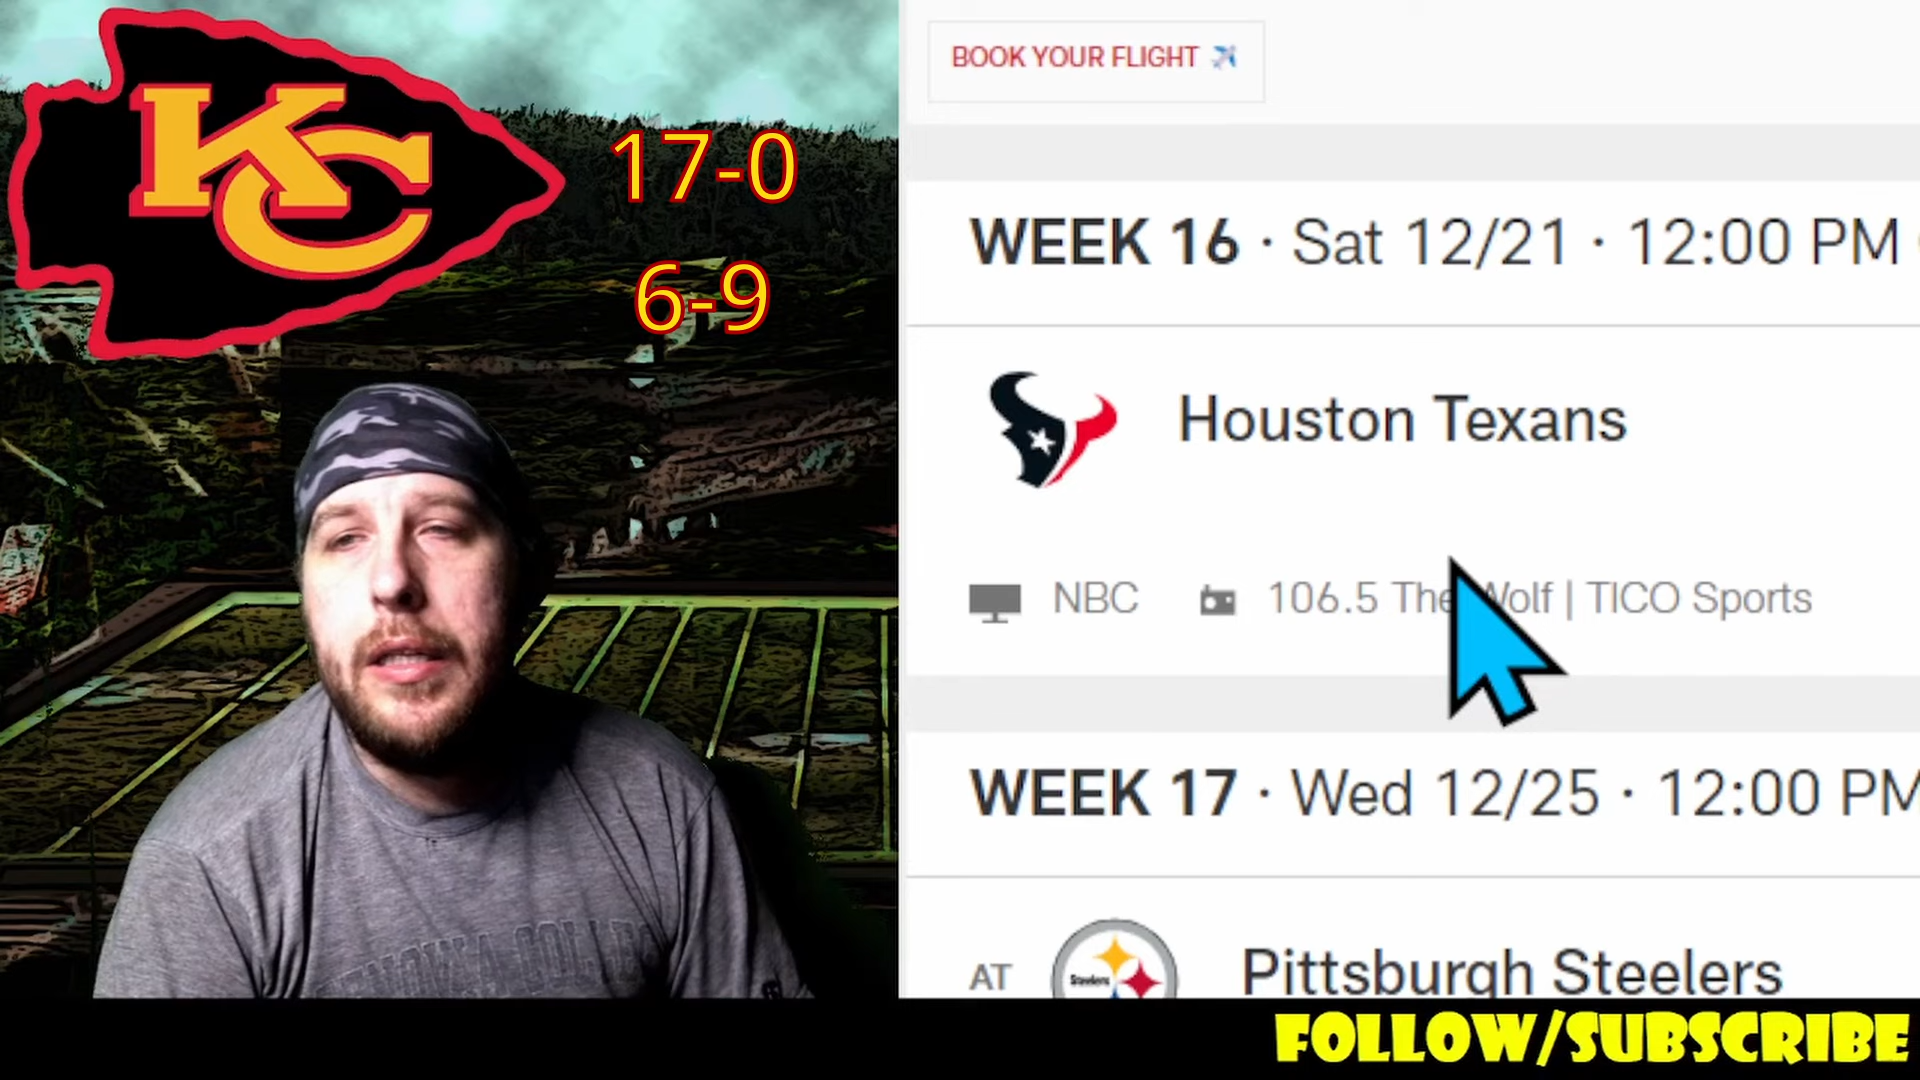 KC
17-0
6-9
BOOK YOUR FLIGHT
WEEK 16 · Sat 12/21 · 12:00 PM
Houston Texans
NBC 106.5 The Wolf | TICO Sports
WEEK 17 · Wed 12/25 · 12:00 PM
AT Steelers Pittsburgh Steelers
FOLLOW/SUBSCRIBE